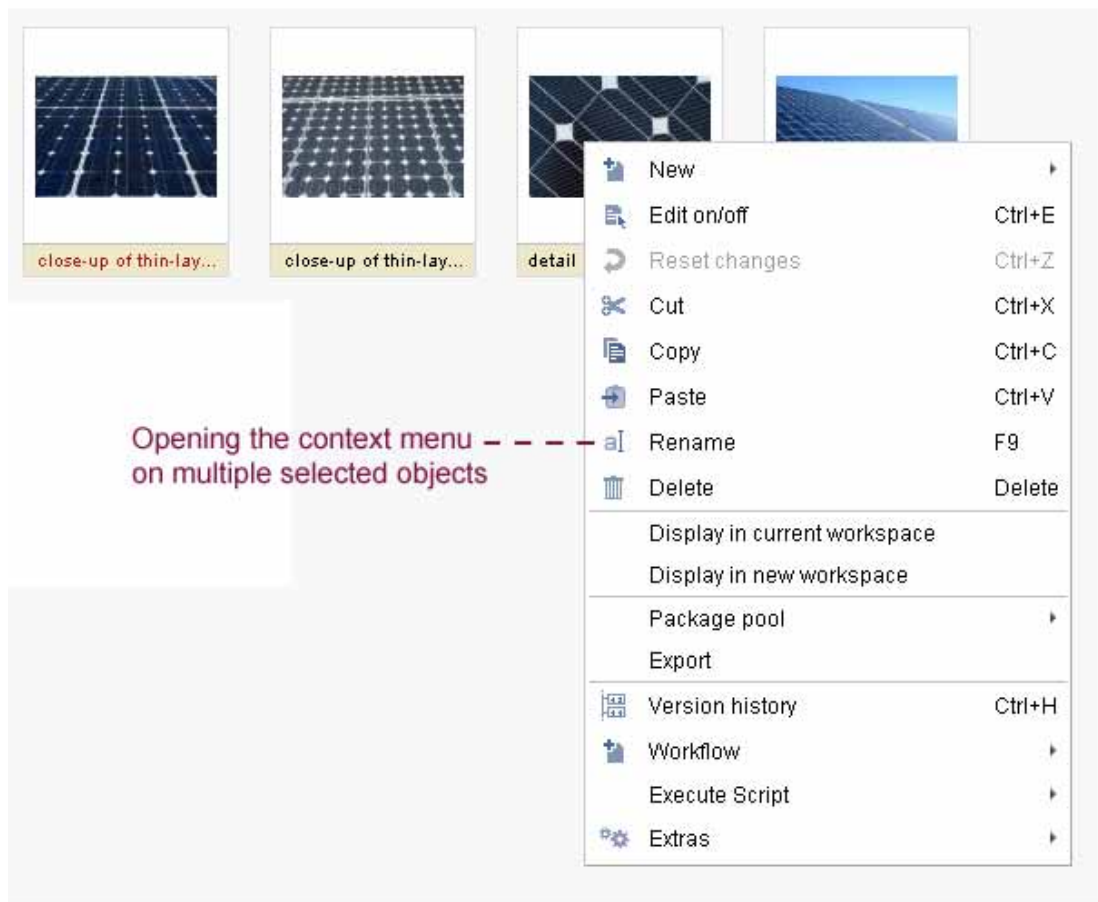 close-up of thin-lay...
close-up of thin-lay...
detail
New
Edit on/off Ctrl+E
Reset changes Ctrl+Z
Cut Ctrl+X
Copy Ctrl+C
Paste Ctrl+V
Opening the context menu
on multiple selected objects
Rename F9
Delete Delete
Display in current workspace
Display in new workspace
Package pool
Export
Version history Ctrl+H
Workflow
Execute Script
Extras